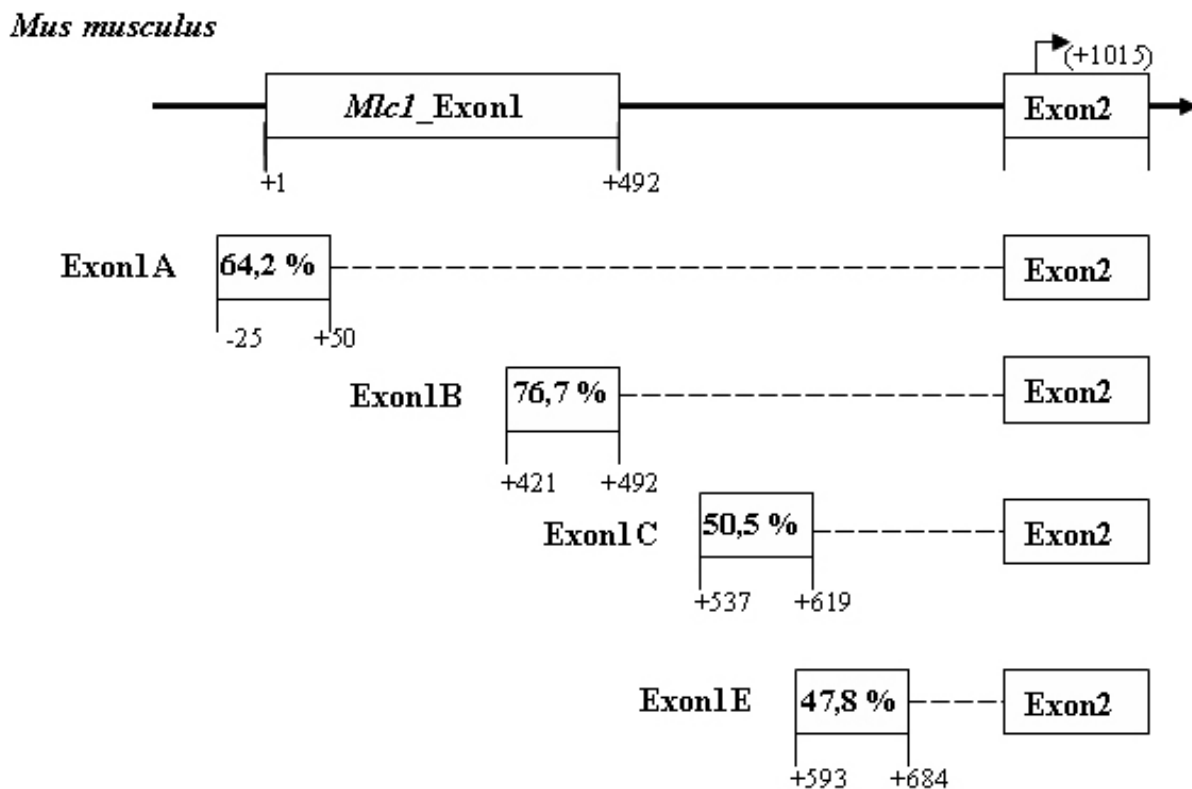 Mus musculus
(+1015)
Mlc1_Exon1
Exon2
+1
+492
Exon1A
64,2 %
Exon2
-25
+50
Exon1B
76,7 %
Exon2
+421
+492
Exon1C
50,5 %
Exon2
+537
+619
Exon1E
47,8 %
Exon2
+593
+684